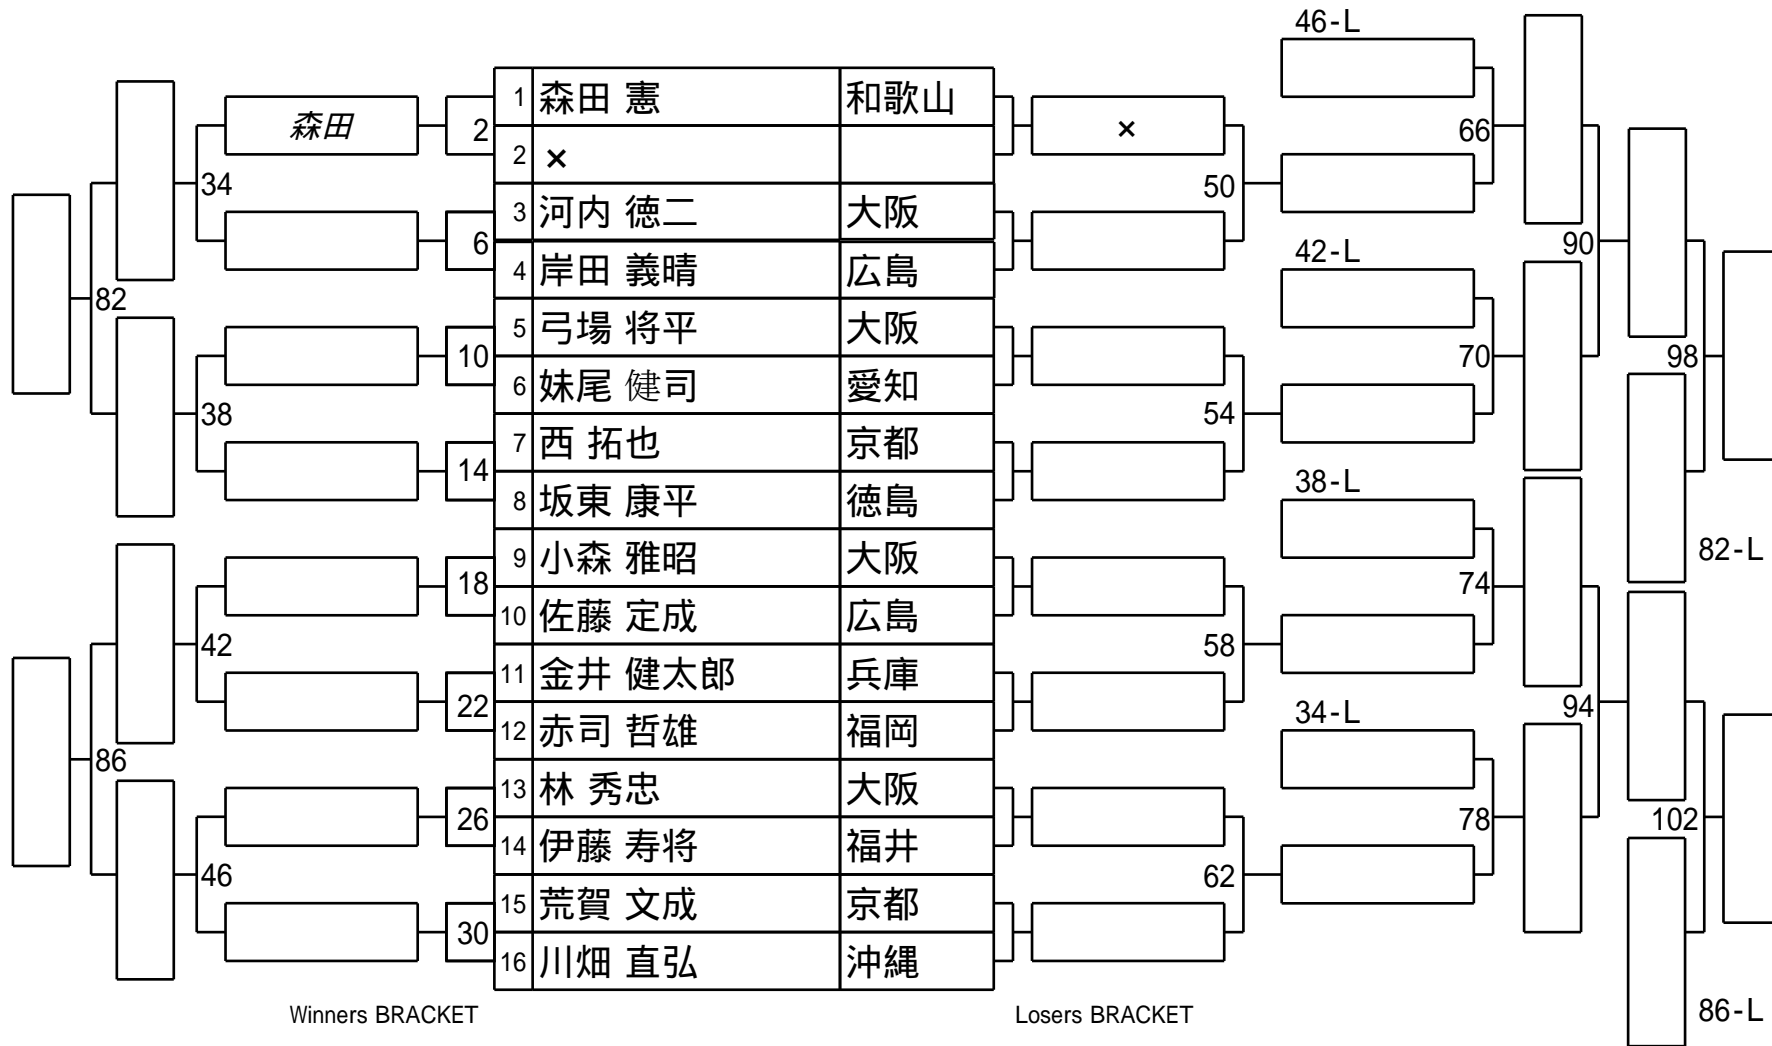 46-L
1 森田 憲 和歌山
森田
2
×
66
2 ×
34
50
3 河内 徳二 大阪
6
90
4 岸田 義晴 広島
42-L
82
5 弓場 将平 大阪
10
70
98
6 妹尾 健司 愛知
38
54
7 西 拓也 京都
14
38-L
8 坂東 康平 徳島
9 小森 雅昭 大阪
82-L
18
74
10 佐藤 定成 広島
42
58
11 金井 健太郎 兵庫
22
34-L
94
12 赤司 哲雄 福岡
86
13 林 秀忠 大阪
26
78
102
14 伊藤 寿将 福井
46
62
15 荒賀 文成 京都
30
16 川畑 直弘 沖縄
Winners BRACKET
Losers BRACKET
86-L